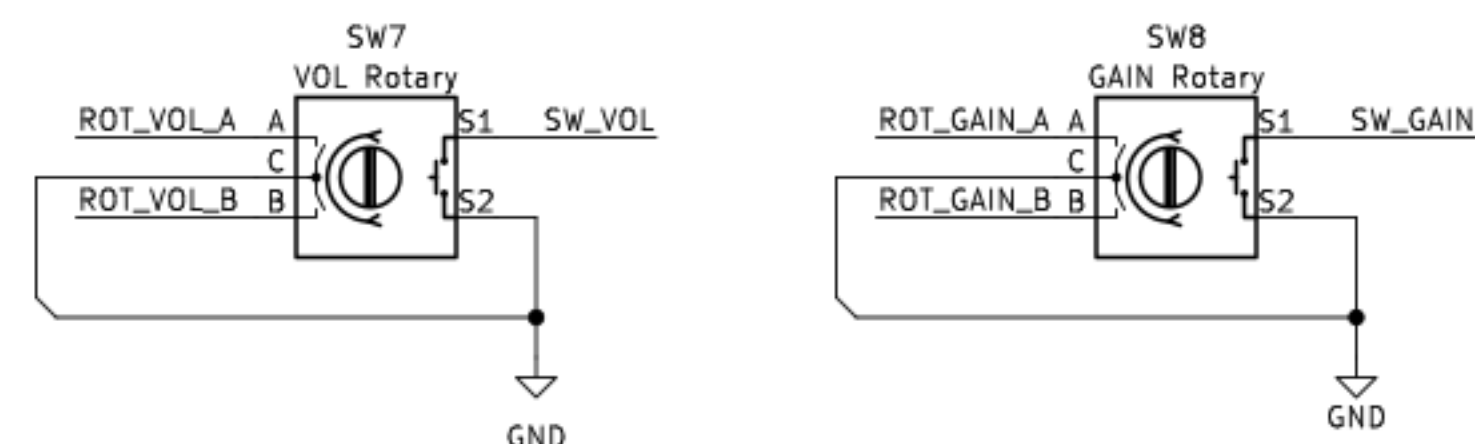 SW7
VOL Rotary
ROT_VOL_A A S1 SW_VOL
C
ROT_VOL_B B S2
GND
SW8
GAIN Rotary
ROT_GAIN_A A S1 SW_GAIN
C
ROT_GAIN_B B S2
GND